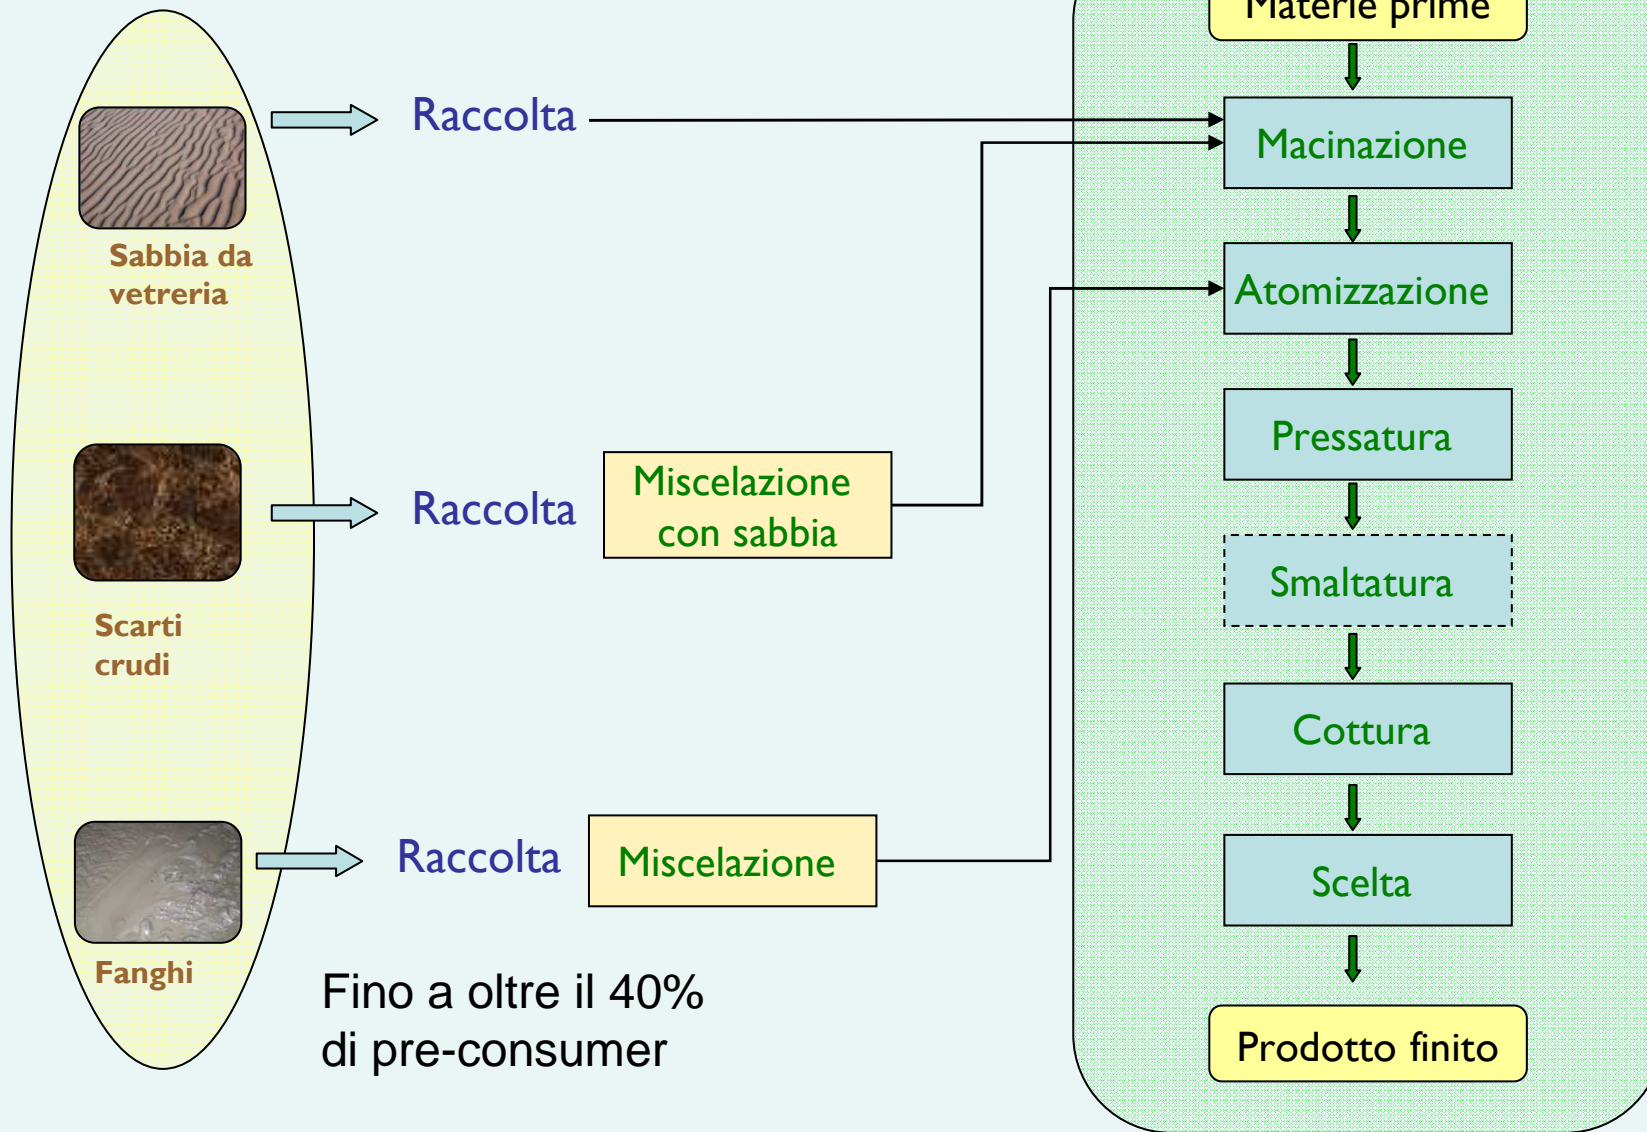 Materie prime
Raccolta
Macinazione
Sabbia da
vetreria
Atomizzazione
Pressatura
Raccolta
Miscelazione
con sabbia
Smaltatura
Scarti
crudi
Cottura
Raccolta
Miscelazione
Scelta
Fanghi
Fino a oltre il 40%
di pre-consumer
Prodotto finito